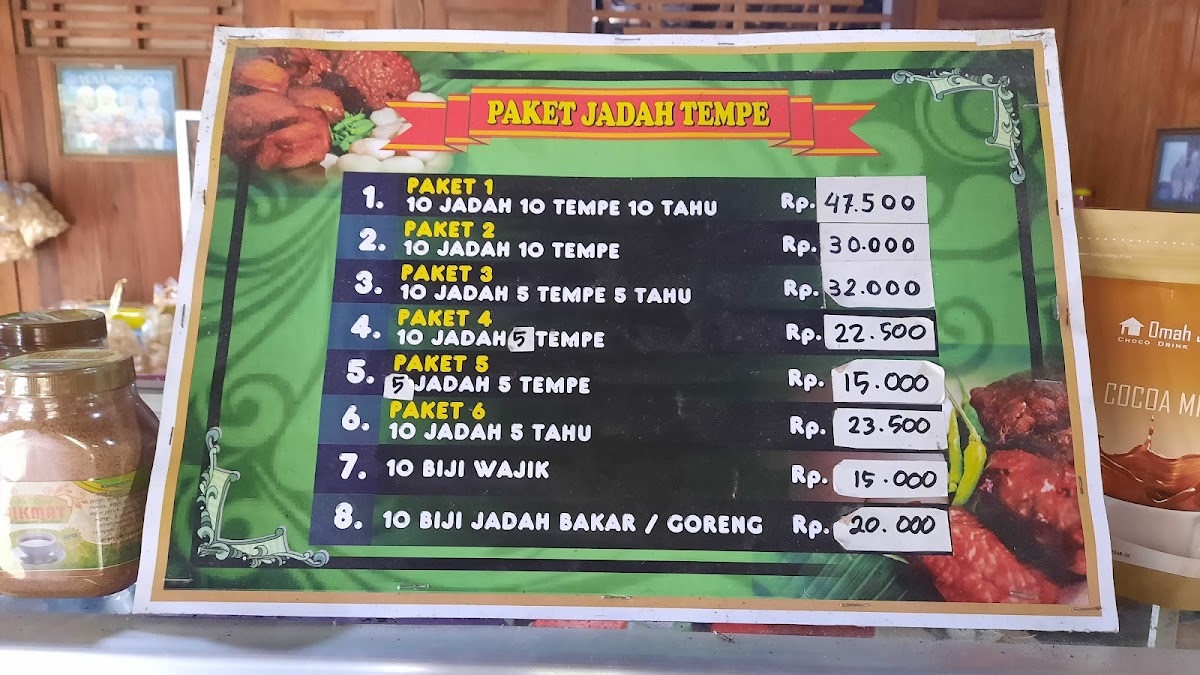 WALISONGO
PAKET JADAH TEMPE
1. PAKET 1
10 JADAH 10 TEMPE 10 TAHU Rp. 47.500
2. PAKET 2
10 JADAH 10 TEMPE Rp. 30.000
3. PAKET 3
10 JADAH 5 TEMPE 5 TAHU Rp. 32.000
4. PAKET 4
10 JADAH 5 TEMPE Rp. 22.500
5. PAKET 5
5 JADAH 5 TEMPE Rp. 15.000
6. PAKET 6
10 JADAH 5 TAHU Rp. 23.500
7. 10 BIJI WAJIK Rp. 15.000
8. 10 BIJI JADAH BAKAR / GORENG Rp. 20.000
Omah
CHOCO DRINK
COCOA